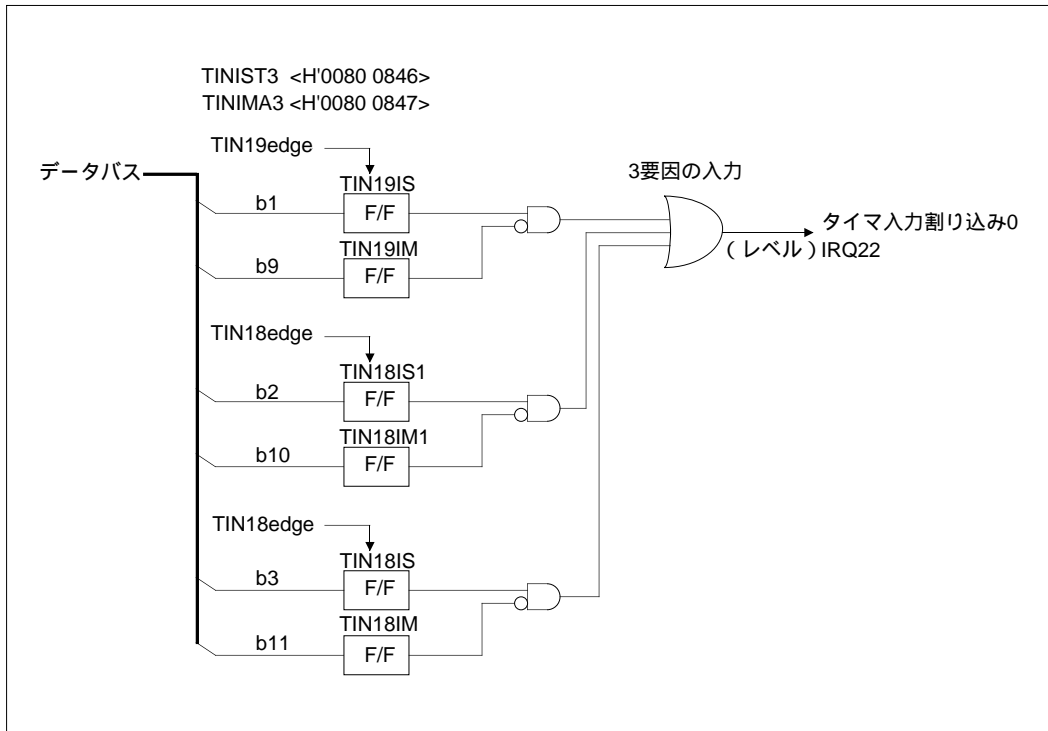 TINIST3 <H'0080 0846>
TINIMA3 <H'0080 0847>
TIN19edge
データバス
TIN19IS
3要因の入力
b1
F/F
タイマ入力割り込み0
(レベル)IRQ22
TIN19IM
b9
F/F
TIN18edge
TIN18IS1
b2
F/F
TIN18IM1
b10
F/F
TIN18edge
TIN18IS
b3
F/F
TIN18IM
b11
F/F